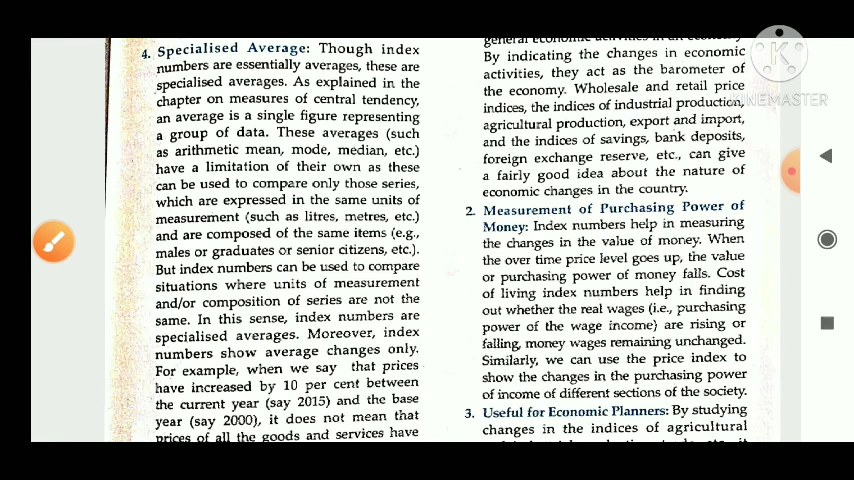 4. Specialised Average: Though index
numbers are essentially averages, these are
specialised averages. As explained in the
chapter on measures of central tendency,
an average is a single figure representing
a group of data. These averages (such
as arithmetic mean, mode, median, etc.)
have a limitation of their own as these
can be used to compare only those series,
which are expressed in the same units of
measurement (such as litres, metres, etc.)
and are composed of the same items (e.g.,
males or graduates or senior citizens, etc.).
But index numbers can be used to compare
situations where units of measurement
and/or composition of series are not the
same. In this sense, index numbers are
specialised averages. Moreover, index
numbers show average changes only.
For example, when we say that prices
have increased by 10 per cent between
the current year (say 2015) and the base
year (say 2000), it does not mean that
prices of all the goods and services have
general economic activities in an economy
By indicating the changes in economic
activities, they act as the barometer of
the economy. Wholesale and retail price
indices, the indices of industrial production,
agricultural production, export and import,
and the indices of savings, bank deposits,
foreign exchange reserve, etc., can give
a fairly good idea about the nature of
economic changes in the country.
2. Measurement of Purchasing Power of
Money: Index numbers help in measuring
the changes in the value of money. When
the over time price level goes up, the value
or purchasing power of money falls. Cost
of living index numbers help in finding
out whether the real wages (i.e., purchasing
power of the wage income) are rising or
falling, money wages remaining unchanged.
Similarly, we can use the price index to
show the changes in the purchasing power
of income of different sections of the society.
3. Useful for Economic Planners: By studying
changes in the indices of agricultural
KINEMASTER